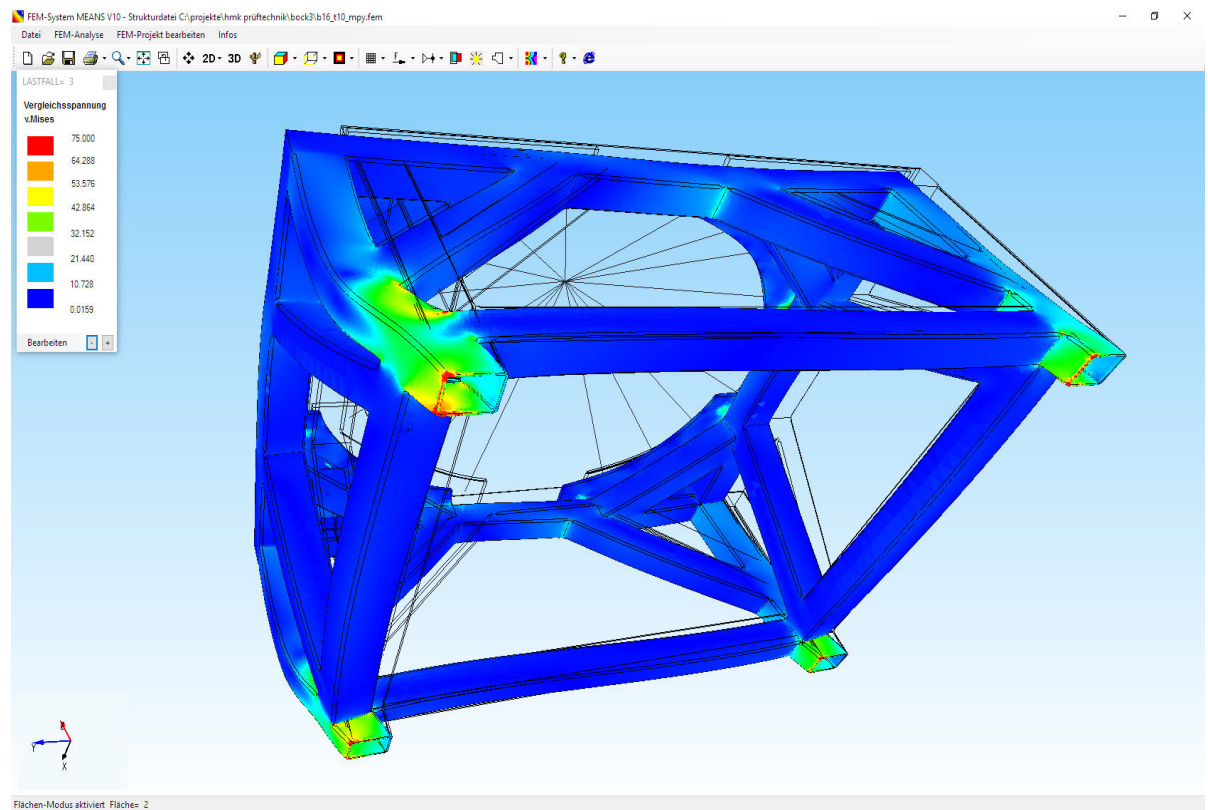 FEM-System MEANS V10 - Strukturdatei C:\projekte\hmk prüftechnik\bock3\b16_t10_mpy.fem
Datei FEM-Analyse FEM-Projekt bearbeiten Infos
2D 3D
LASTFALL= 3
Vergleichsspannung
v.Mises
75.000
64.288
53.576
42.864
32.152
21.440
10.728
0.0159
Bearbeiten - +
Y
X
Flächen-Modus aktiviert Fläche= 2